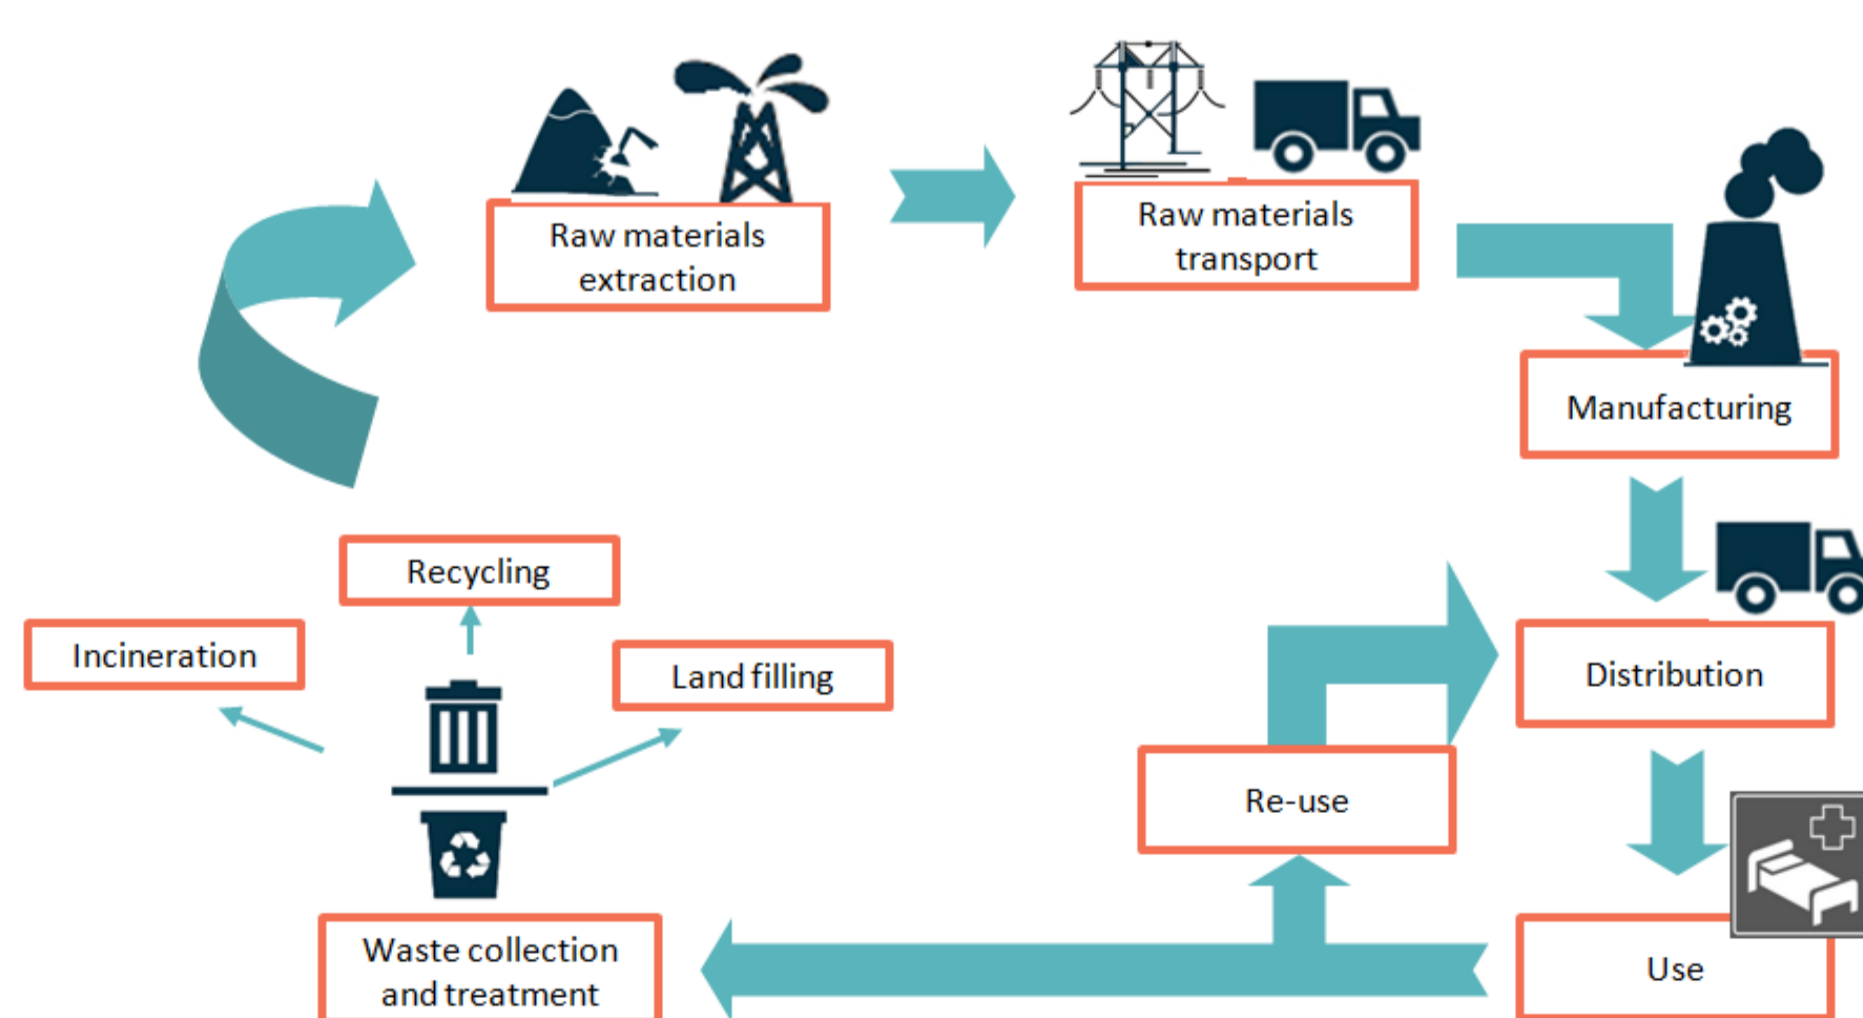 Raw materials
extraction
Raw materials
transport
Manufacturing
Recycling
Incineration
Land filling
Distribution
Re-use
Waste collection
and treatment
Use